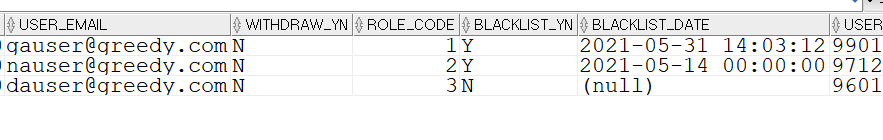 USER_EMAIL WITHDRAW_YN ROLE_CODE BLACKLIST_YN BLACKLIST_DATE USER
gauser@greedy.com N 1 Y 2021-05-31 14:03:12 9901
nauser@greedy.com N 2 Y 2021-05-14 00:00:00 9712
dauser@greedy.com N 3 N (null) 9601